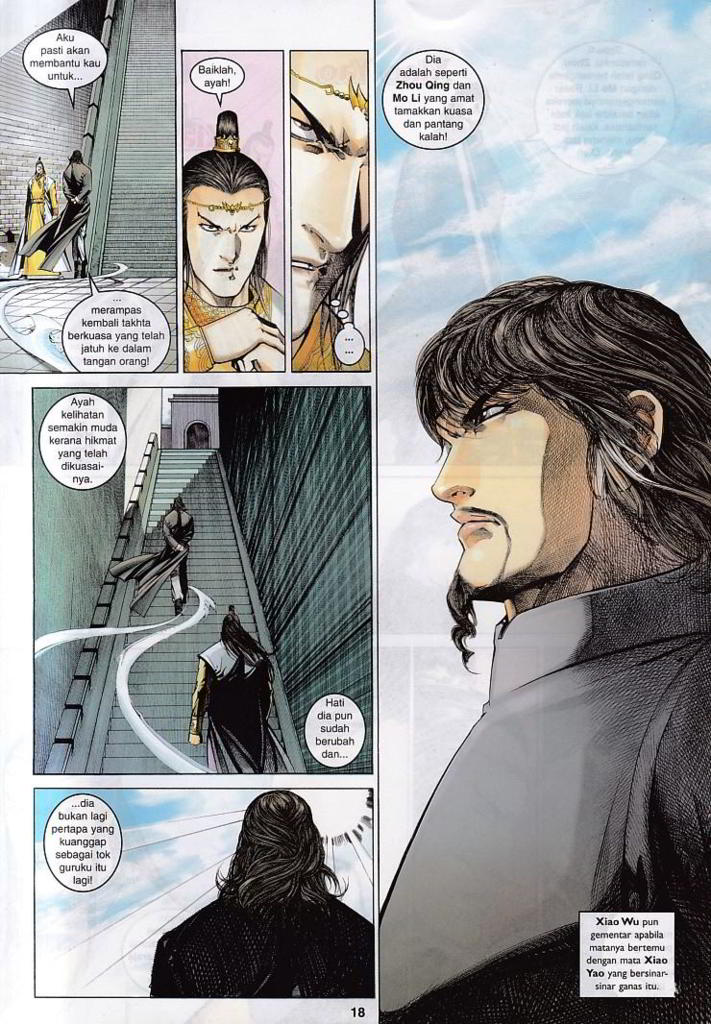 Aku
pasti akan
membantu kau
untuk...
...
merampas
kembali takhta
berkuasa yang telah
jatuh ke dalam
tangan orang!
Baiklah,
ayah!
...
...
Dia
adalah seperti
Zhou Qing dan
Mo Li yang amat
tamakkan kuasa
dan pantang
kalah!
Ayah
kelihatan
semakin muda
kerana hikmat
yang telah
dikuasai-
nya.
Hati
dia pun
sudah
berubah
dan...
...dia
bukan lagi
pertapa yang
kuanggap
sebagai tok
guruku itu
lagi!
Xiao Wu pun
gementar apabila
matanya bertemu
dengan mata Xiao
Yao yang bersinar-
sinar ganas itu.
18